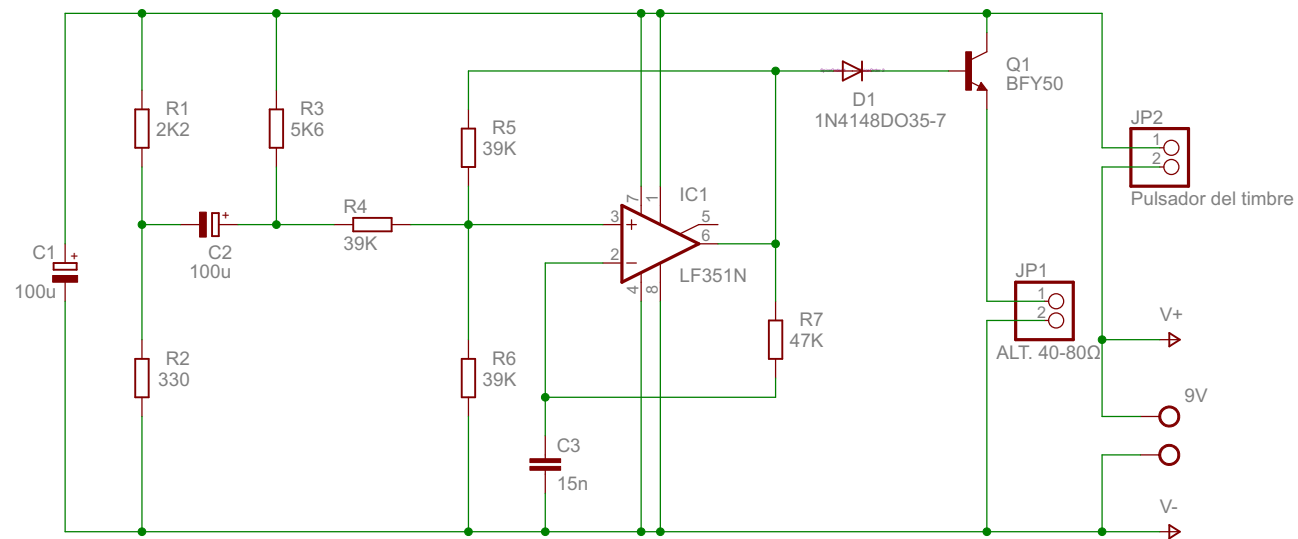 R1
2K2
R3
5K6
R5
39K
R4
39K
C2
100u
C1
100u
R2
330
R6
39K
C3
15n
7
1
IC1
3
5
6
2
LF351N
4
8
R7
47K
D1
1N4148DO35-7
Q1
BFY50
JP2
1
2
Pulsador del timbre
JP1
1
2
ALT. 40-80Ω
V+
9V
V-